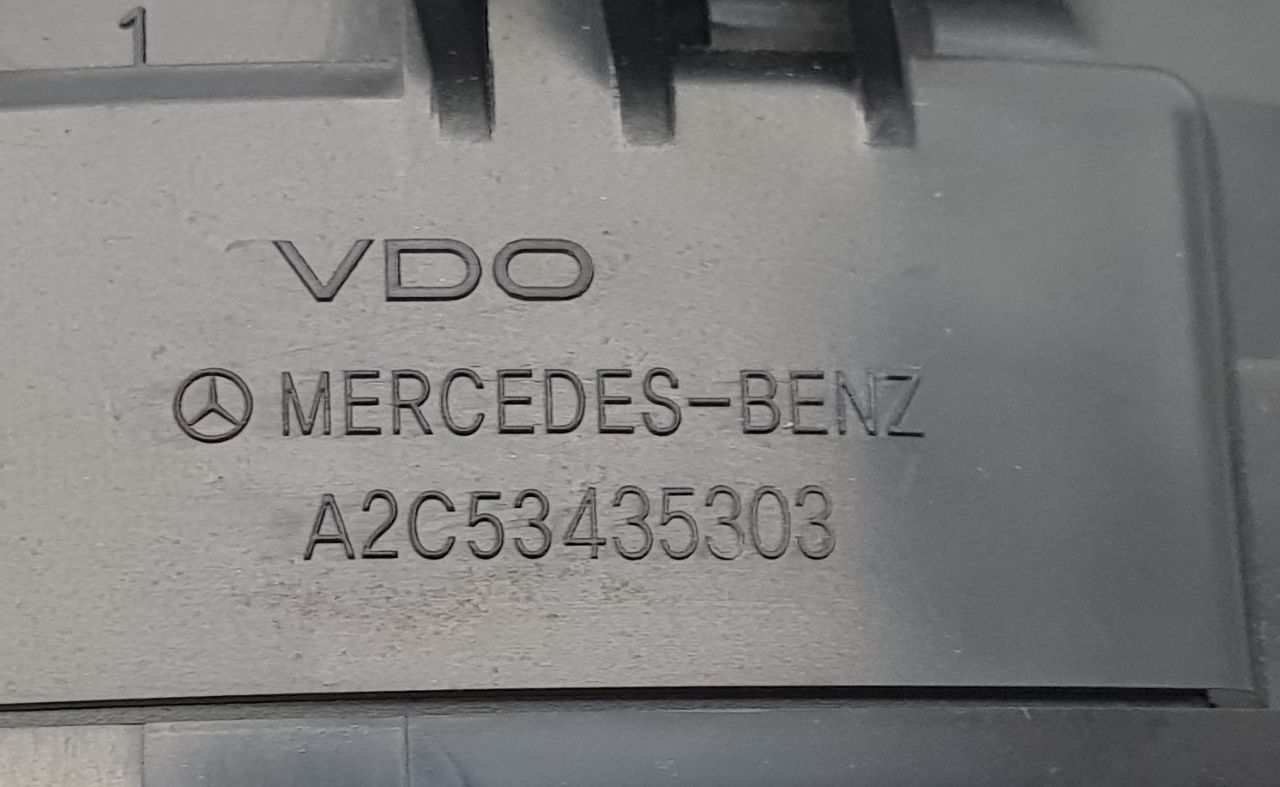 1
VDO
MERCEDES-BENZ
A2C53435303